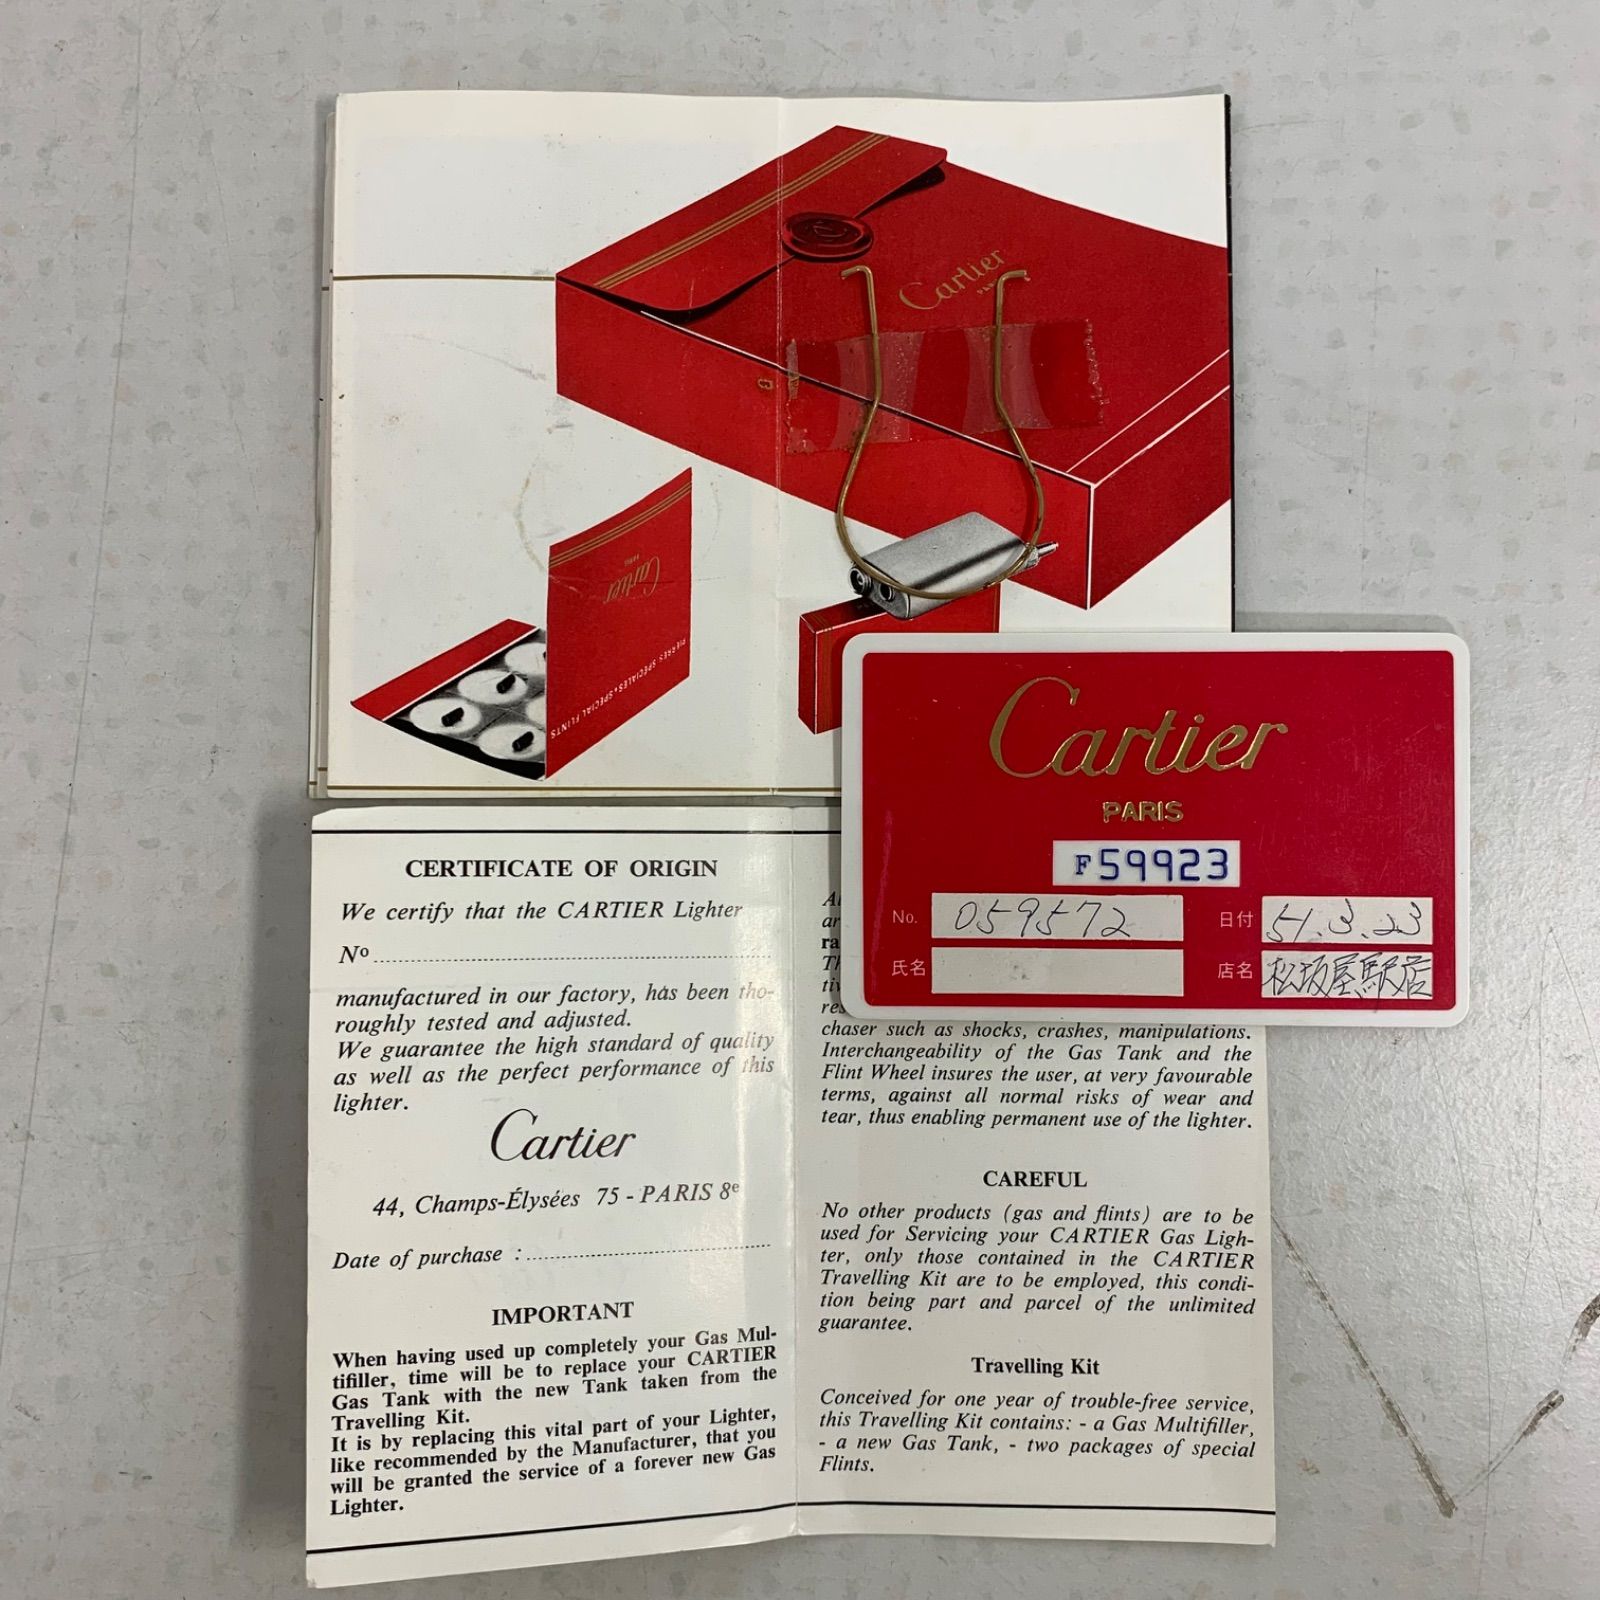 Cartier
PARIS
Cartier
PARIS
PIERRES SPÉCIALES • SPECIAL FLINTS
Cartier
PARIS
F59923
No. 059572
日付 51.3.23
氏名
店名 松坂屋駅店
CERTIFICATE OF ORIGIN
We certify that the CARTIER Lighter
Nº
manufactured in our factory, has been tho-
roughly tested and adjusted.
We guarantee the high standard of quality
as well as the perfect performance of this
lighter.
Cartier
44, Champs-Élysées 75 - PARIS 8e
Date of purchase :
IMPORTANT
When having used up completely your Gas Mul-
tifiller, time will be to replace your CARTIER
Gas Tank with the new Tank taken from the
Travelling Kit.
It is by replacing this vital part of your Lighter,
like recommended by the Manufacturer, that you
will be granted the service of a forever new Gas
Lighter.
chaser such as shocks, crashes, manipulations.
Interchangeability of the Gas Tank and the
Flint Wheel insures the user, at very favourable
terms, against all normal risks of wear and
tear, thus enabling permanent use of the lighter.
CAREFUL
No other products (gas and flints) are to be
used for Servicing your CARTIER Gas Ligh-
ter, only those contained in the CARTIER
Travelling Kit are to be employed, this condi-
tion being part and parcel of the unlimited
guarantee.
Travelling Kit
Conceived for one year of trouble-free service,
this Travelling Kit contains: - a Gas Multifiller,
- a new Gas Tank, - two packages of special
Flints.